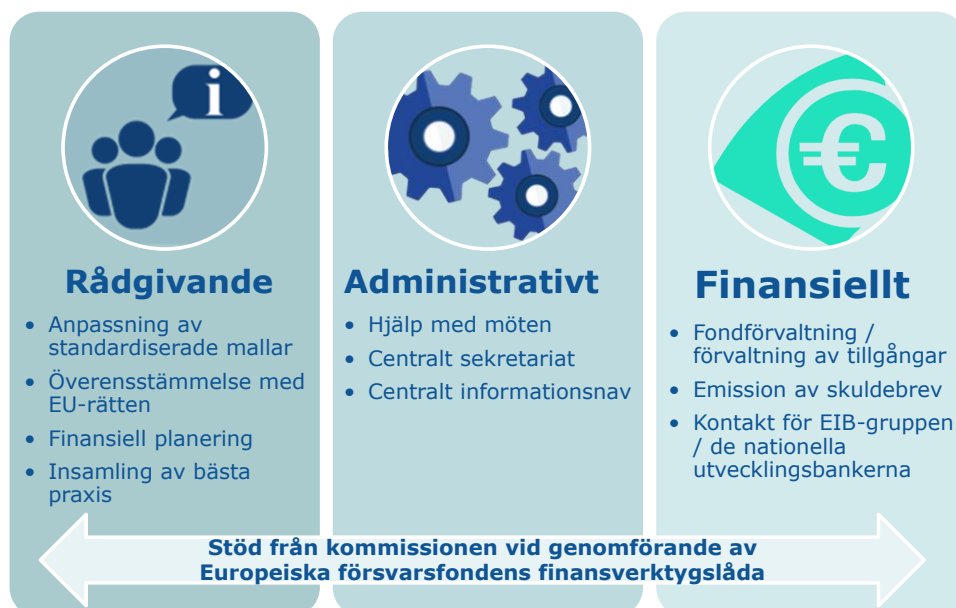 i
Rådgivande
• Anpassning av
standardiserade mallar
• Överensstämmelse med
EU-rätten
• Finansiell planering
• Insamling av bästa
praxis
Administrativt
• Hjälp med möten
• Centralt sekretariat
• Centralt informationsnav
€
Finansiellt
• Fondförvaltning /
förvaltning av tillgångar
• Emission av skuldebrev
• Kontakt för EIB-gruppen
/ de nationella
utvecklingsbankerna
Stöd från kommissionen vid genomförande av
Europeiska försvarsfondens finansverktygslåda